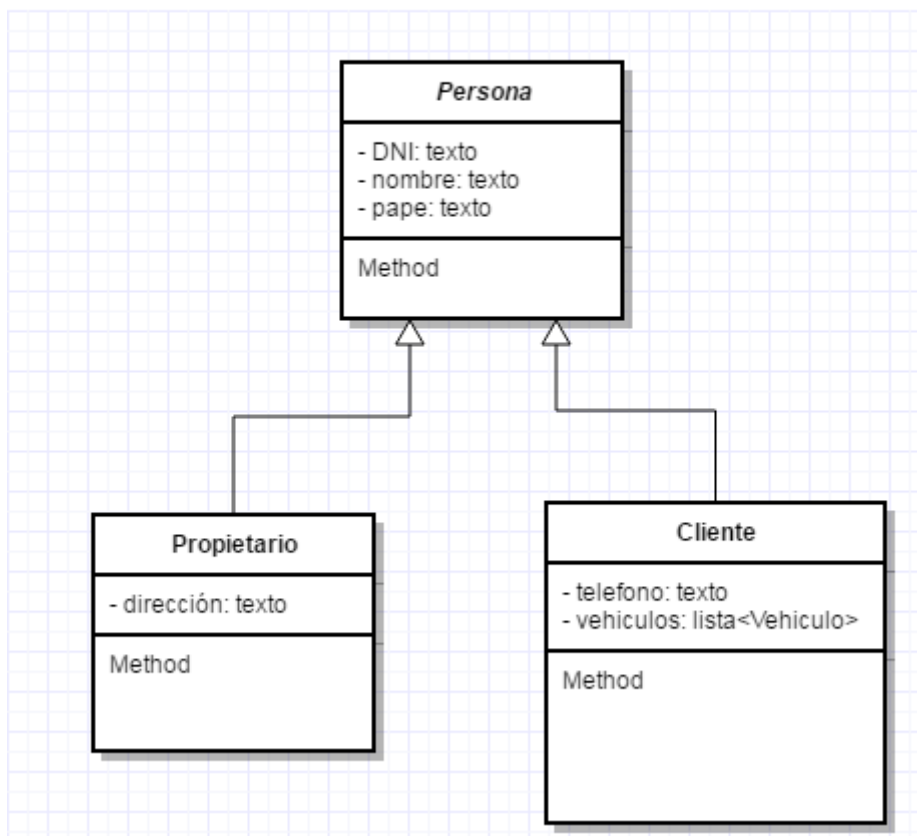 Persona
- DNI: texto
- nombre: texto
- pape: texto
Method
Propietario
- dirección: texto
Method
Cliente
- telefono: texto
- vehiculos: lista<Vehiculo>
Method